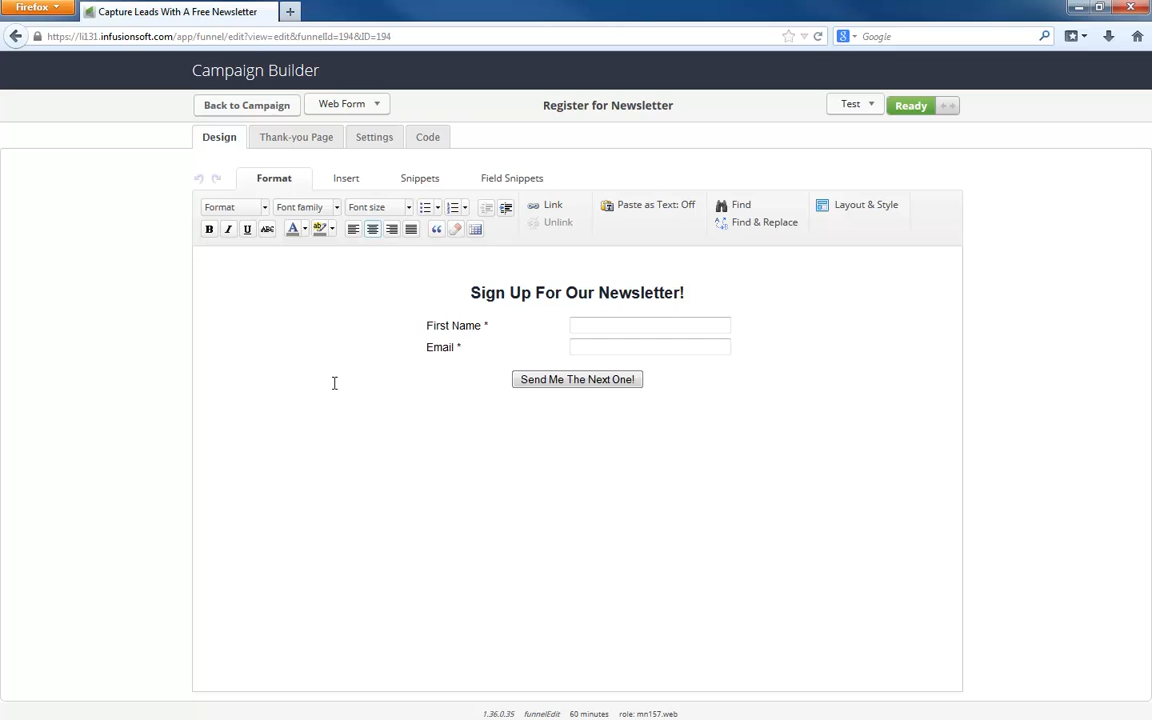 Firefox
Capture Leads With A Free Newsletter
https://li131.infusionsoft.com/app/funnel/edit?view=edit&funnelId=194&ID=194
Google
Campaign Builder
Back to Campaign
Web Form
Register for Newsletter
Test
Ready
Design
Thank-you Page
Settings
Code
Format
Insert
Snippets
Field Snippets
Format
Font family
Font size
Link
Paste as Text: Off
Find
Layout & Style
B I U ABC A ab
Unlink
Find & Replace
Sign Up For Our Newsletter!
First Name *
Email *
Send Me The Next One!
1.36.0.35 funnelEdit 60 minutes role: mn157.web